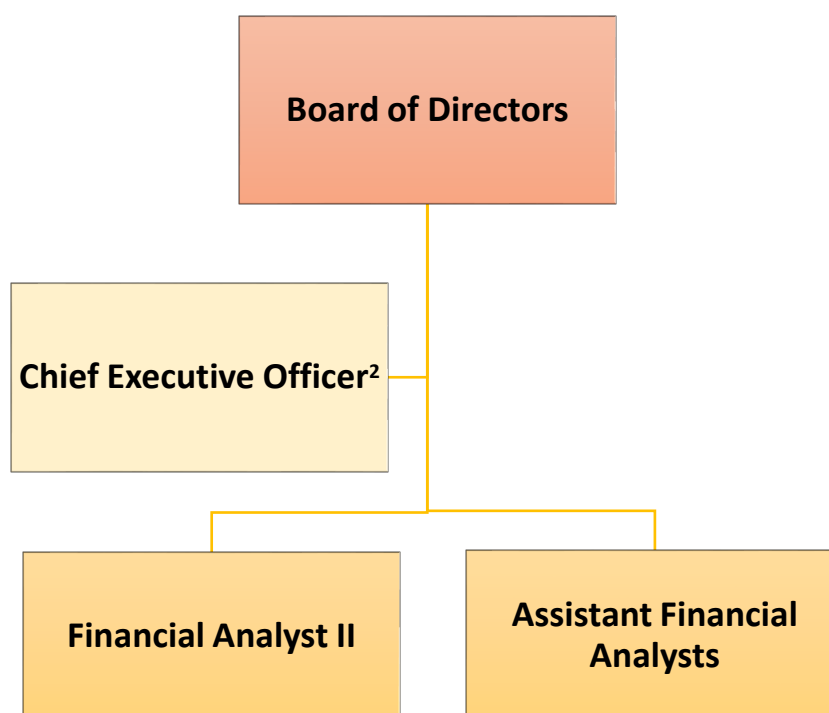 Board of Directors
Chief Executive Officer²
Financial Analyst II
Assistant Financial
Analysts